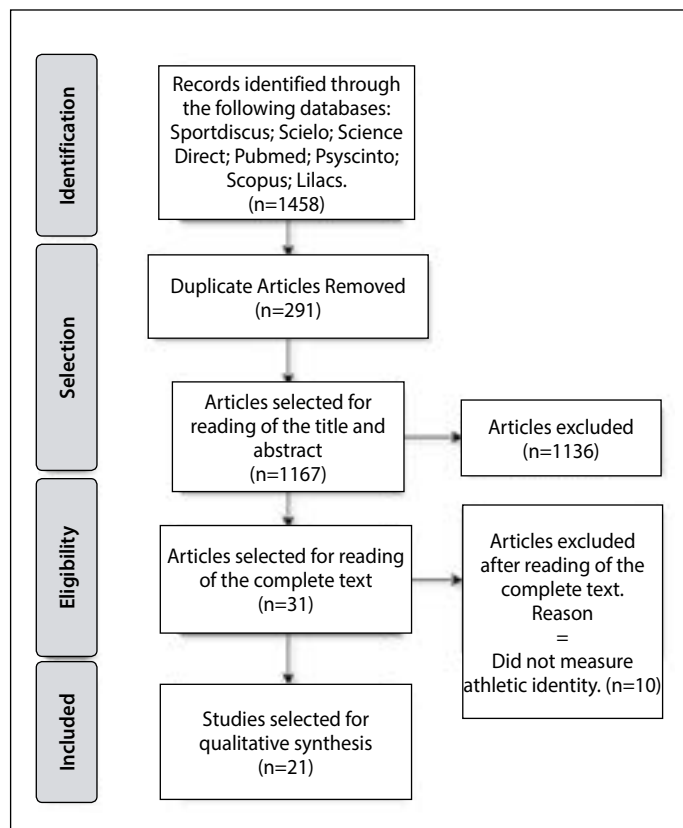 Identification
Records identified through
the following databases:
Sportdiscus; Scielo; Science
Direct; Pubmed; Psyscinto;
Scopus; Lilacs.
(n=1458)
Selection
Duplicate Articles Removed
(n=291)
Articles selected for
reading of the title and
abstract
(n=1167)
Articles excluded
(n=1136)
Eligibility
Articles selected for reading
of the complete text
(n=31)
Articles excluded
after reading of the
complete text.
Reason
=
Did not measure
athletic identity. (n=10)
Included
Studies selected for
qualitative synthesis
(n=21)